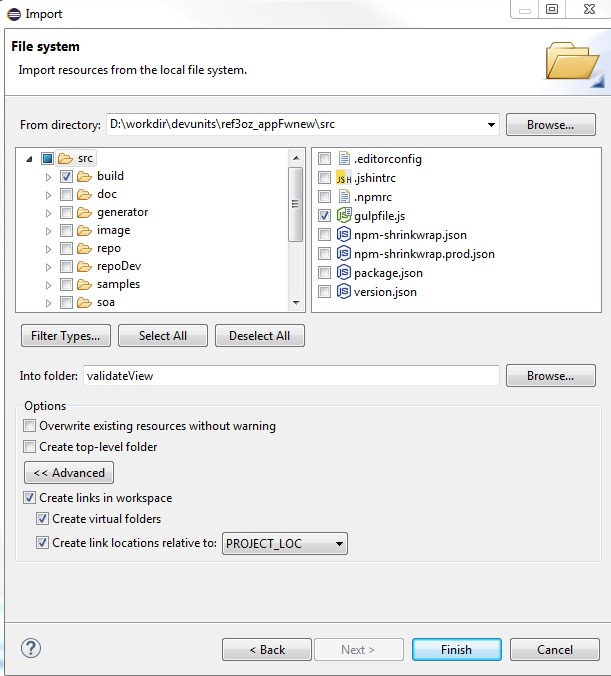 Import
File system
Import resources from the local file system.
From directory: D:\workdir\devunits\ref3oz_appFwnew\src Browse...
src
build
doc
generator
image
repo
repoDev
samples
soa
.editorconfig
.jshintrc
.npmrc
gulpfile.js
npm-shrinkwrap.json
npm-shrinkwrap.prod.json
package.json
version.json
Filter Types... Select All Deselect All
Into folder: validateView Browse...
Options
Overwrite existing resources without warning
Create top-level folder
<< Advanced
Create links in workspace
Create virtual folders
Create link locations relative to: PROJECT_LOC
? < Back Next > Finish Cancel